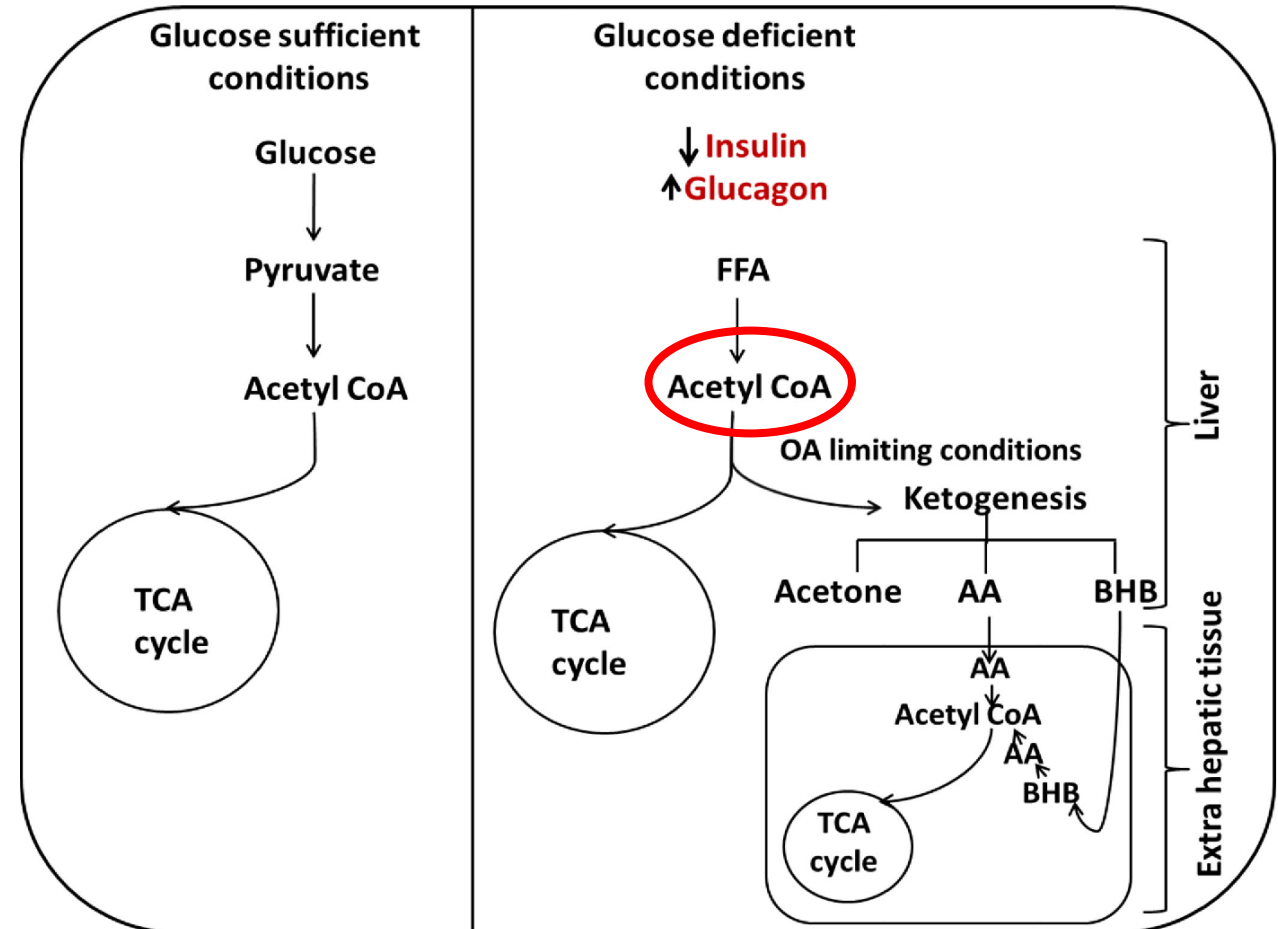 Glucose sufficient
conditions
Glucose
Pyruvate
Acetyl CoA
TCA
cycle
Glucose deficient
conditions
↓ Insulin
↑ Glucagon
FFA
Acetyl CoA
OA limiting conditions
Ketogenesis
Acetone AA BHB
TCA
cycle
AA
Acetyl CoA
AA
BHB
TCA
cycle
Liver
Extra hepatic tissue